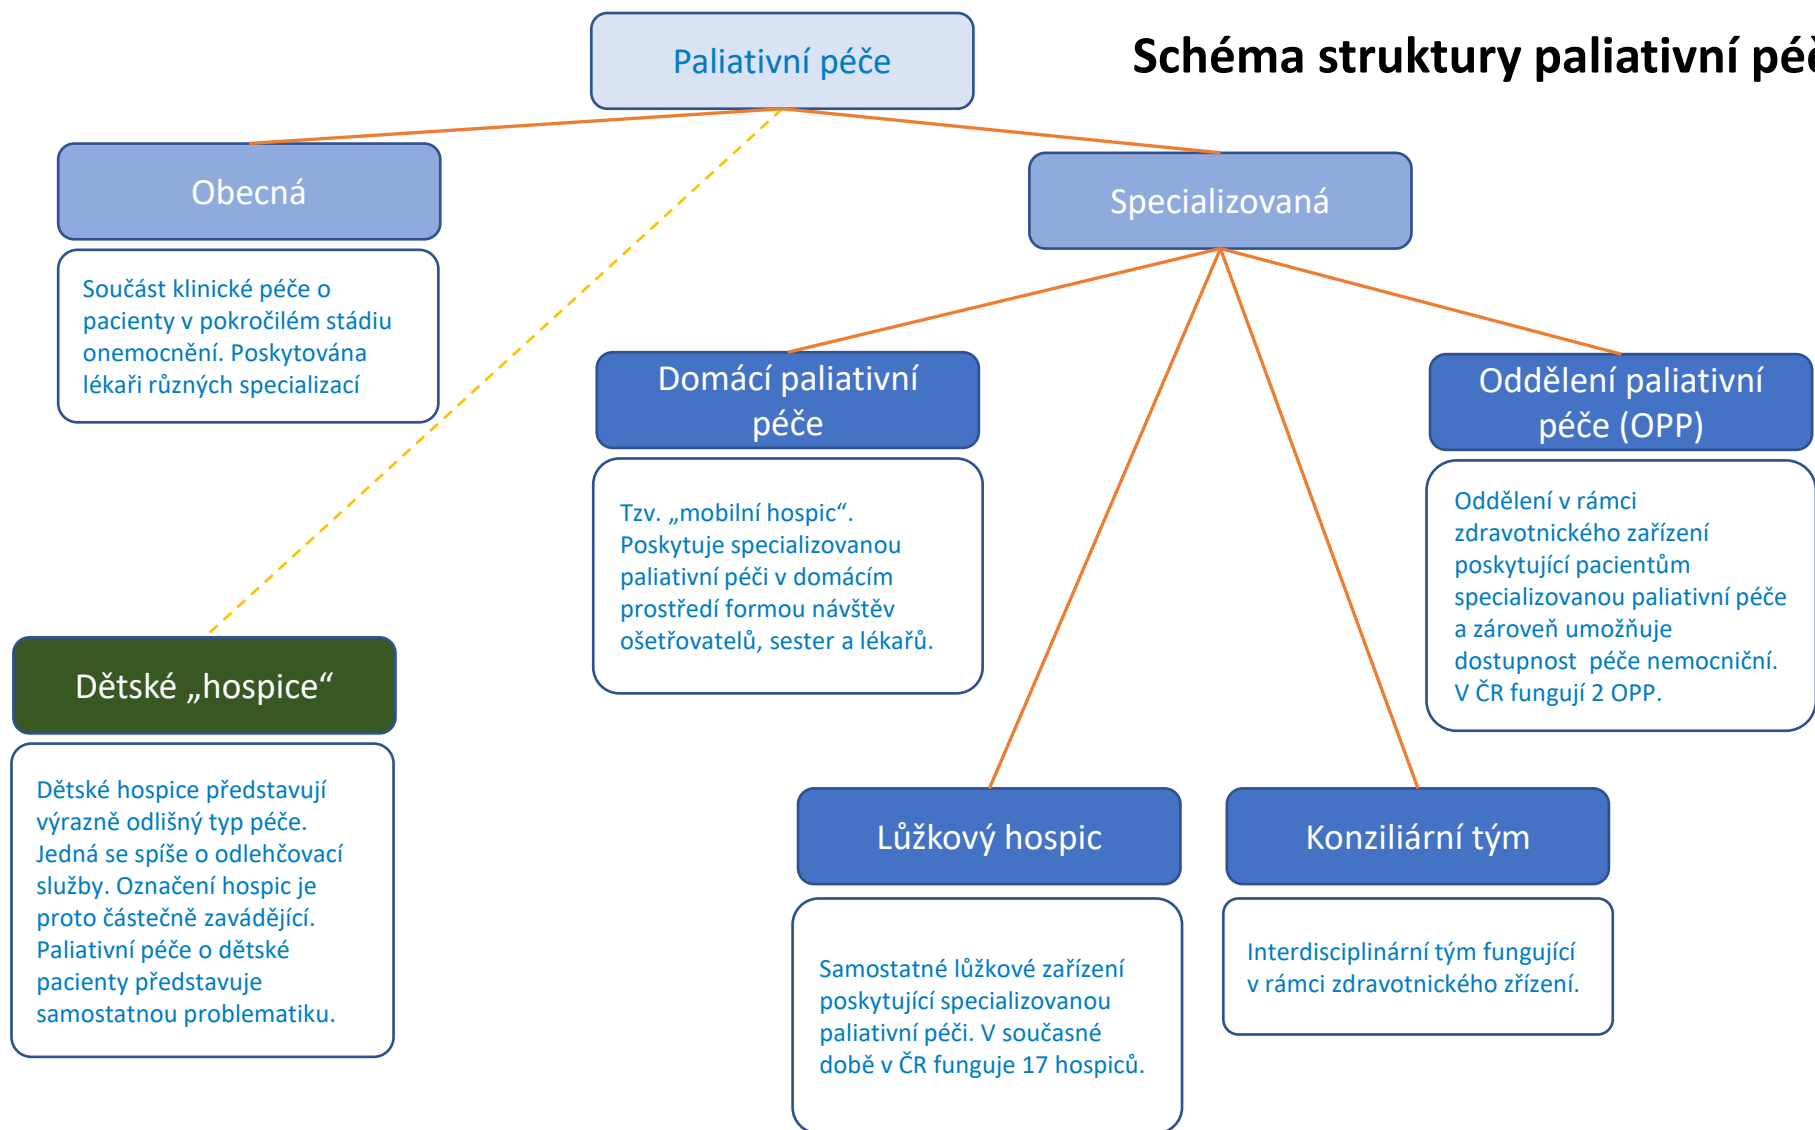 Schéma struktury paliativní péč
Paliativní péče
Obecná
Součást klinické péče o
pacienty v pokročilém stádiu
onemocnění. Poskytována
lékaři různých specializací
Specializovaná
Domácí paliativní
péče
Tzv. „mobilní hospic“.
Poskytuje specializovanou
paliativní péči v domácím
prostředí formou návštěv
ošetřovatelů, sester a lékařů.
Oddělení paliativní
péče (OPP)
Oddělení v rámci
zdravotnického zařízení
poskytující pacientům
specializovanou paliativní péče
a zároveň umožňuje
dostupnost péče nemocniční.
V ČR fungují 2 OPP.
Dětské „hospice“
Dětské hospice představují
výrazně odlišný typ péče.
Jedná se spíše o odlehčovací
služby. Označení hospic je
proto částečně zavádějící.
Paliativní péče o dětské
pacienty představuje
samostatnou problematiku.
Lůžkový hospic
Samostatné lůžkové zařízení
poskytující specializovanou
paliativní péči. V současné
době v ČR funguje 17 hospiců.
Konziliární tým
Interdisciplinární tým fungující
v rámci zdravotnického zřízení.